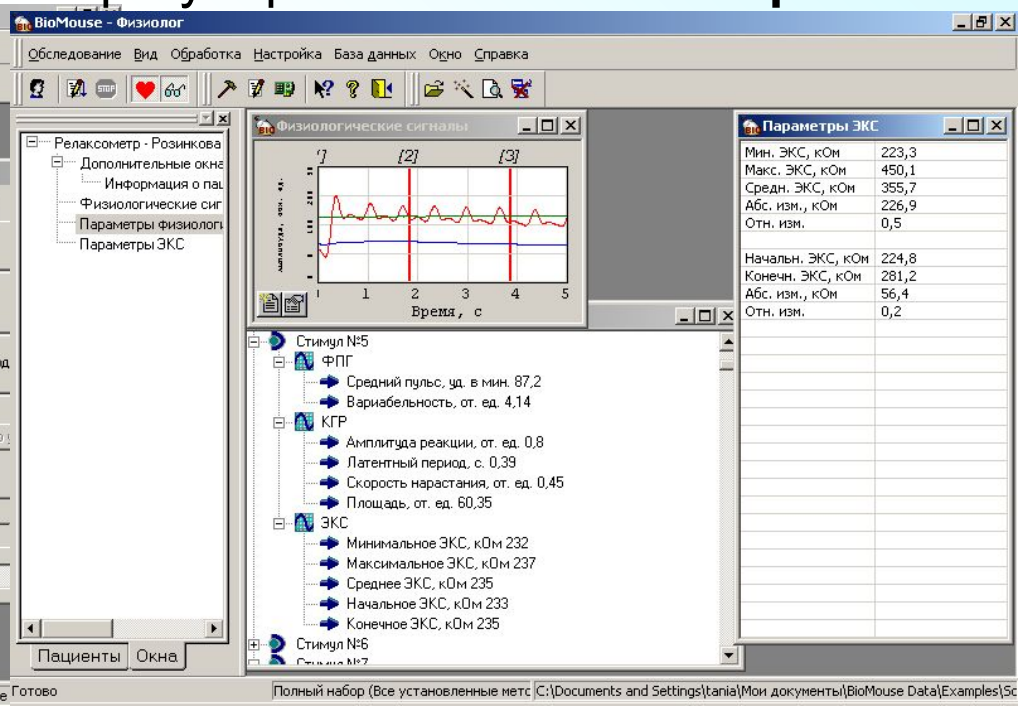 BioMouse - Физиолог
Обследование Вид Обработка Настройка База данных Окно Справка
STOP
Релаксометр - Розинкова
Дополнительные окна
Информация о пац
Физиологические сиг
Параметры физиологи
Параметры ЭКС
Пациенты Окна
Физиологические сигналы
'] [2] [3]
1 2 3 4 5
Время, с
Стимул №5
ФПГ
Средний пульс, уд. в мин. 87,2
Вариабельность, от. ед. 4,14
КГР
Амплитуда реакции, от. ед. 0,8
Латентный период, с. 0,39
Скорость нарастания, от. ед. 0,45
Площадь, от. ед. 60,35
ЭКС
Минимальное ЭКС, кОм 232
Максимальное ЭКС, кОм 237
Среднее ЭКС, кОм 235
Начальное ЭКС, кОм 233
Конечное ЭКС, кОм 235
Стимул №6
Стимул №7
Параметры ЭКС
Мин. ЭКС, кОм 223,3
Макс. ЭКС, кОм 450,1
Средн. ЭКС, кОм 355,7
Абс. изм., кОм 226,9
Отн. изм. 0,5
Начальн. ЭКС, кОм 224,8
Конечн. ЭКС, кОм 281,2
Абс. изм., кОм 56,4
Отн. изм. 0,2
Готово
Полный набор (Все установленные метс
C:\Documents and Settings\tania\Мои документы\BioMouse Data\Examples\Sc